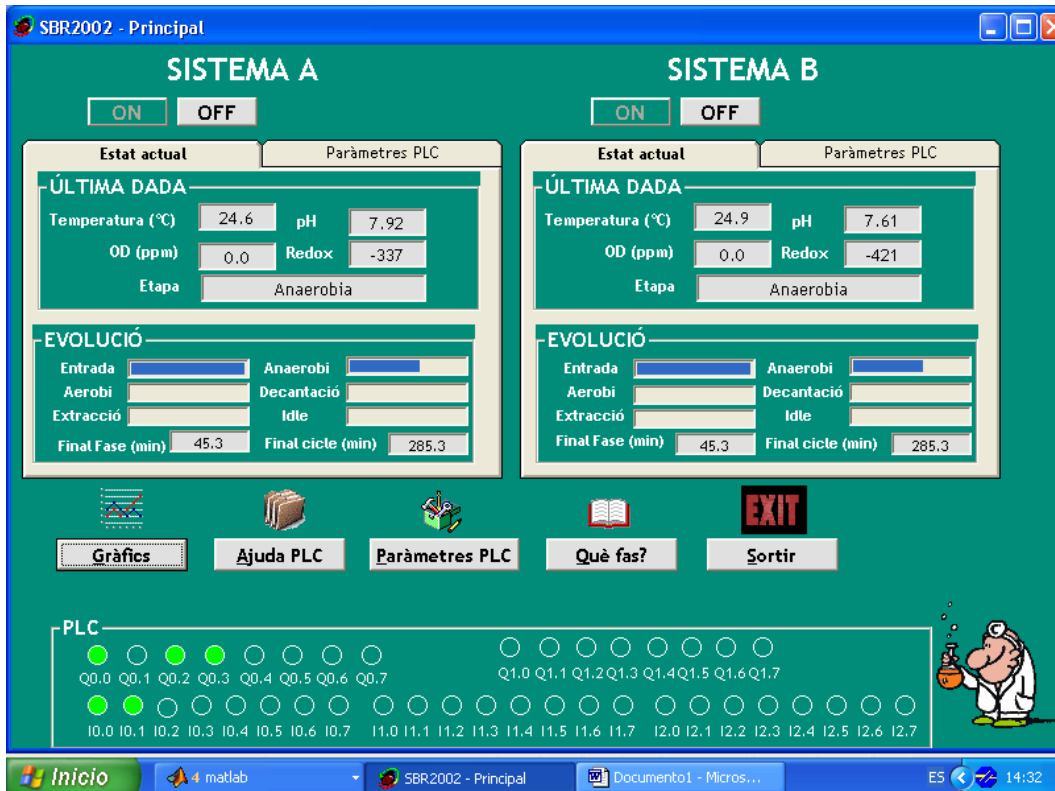 SBR2002 - Principal
SISTEMA A
ON OFF
Estat actual Paràmetres PLC
ÚLTIMA DADA
Temperatura (°C) 24.6 pH 7.92
OD (ppm) 0.0 Redox -337
Etapa Anaerobia
EVOLUCIÓ
Entrada Anaerobi
Aerobi Decantació
Extracció Idle
Final Fase (min) 45.3 Final cicle (min) 285.3
SISTEMA B
ON OFF
Estat actual Paràmetres PLC
ÚLTIMA DADA
Temperatura (°C) 24.9 pH 7.61
OD (ppm) 0.0 Redox -421
Etapa Anaerobia
EVOLUCIÓ
Entrada Anaerobi
Aerobi Decantació
Extracció Idle
Final Fase (min) 45.3 Final cicle (min) 285.3
EXIT
Gràfics Ajuda PLC Paràmetres PLC Què fas? Sortir
PLC
Q0.0 Q0.1 Q0.2 Q0.3 Q0.4 Q0.5 Q0.6 Q0.7 Q1.0 Q1.1 Q1.2 Q1.3 Q1.4 Q1.5 Q1.6 Q1.7
I0.0 I0.1 I0.2 I0.3 I0.4 I0.5 I0.6 I0.7 I1.0 I1.1 I1.2 I1.3 I1.4 I1.5 I1.6 I1.7 I2.0 I2.1 I2.2 I2.3 I2.4 I2.5 I2.6 I2.7
Inicio 4 matlab SBR2002 - Principal Documento1 - Micros... ES 14:32